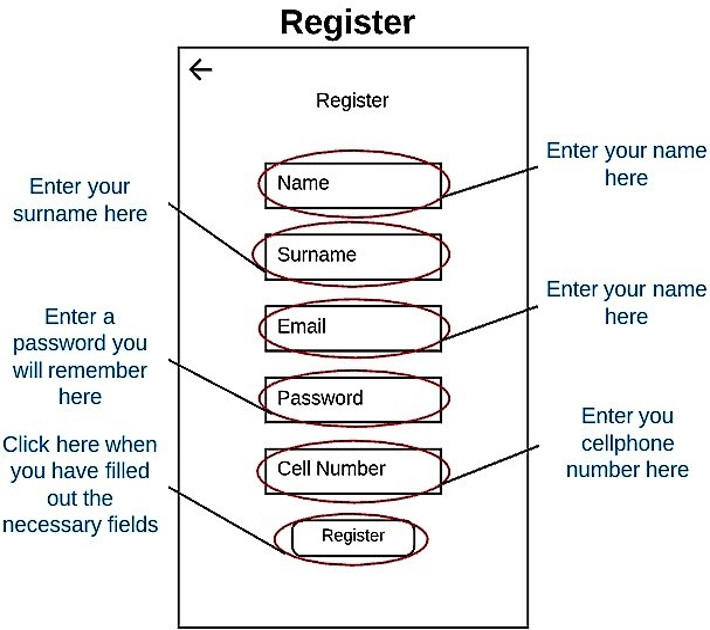 Register
Register
Name
Enter your name
here
Enter your
surname here
Surname
Email
Enter your name
here
Enter a
password you
will remember
here
Password
Cell Number
Enter you
cellphone
number here
Click here when
you have filled
out the
necessary fields
Register